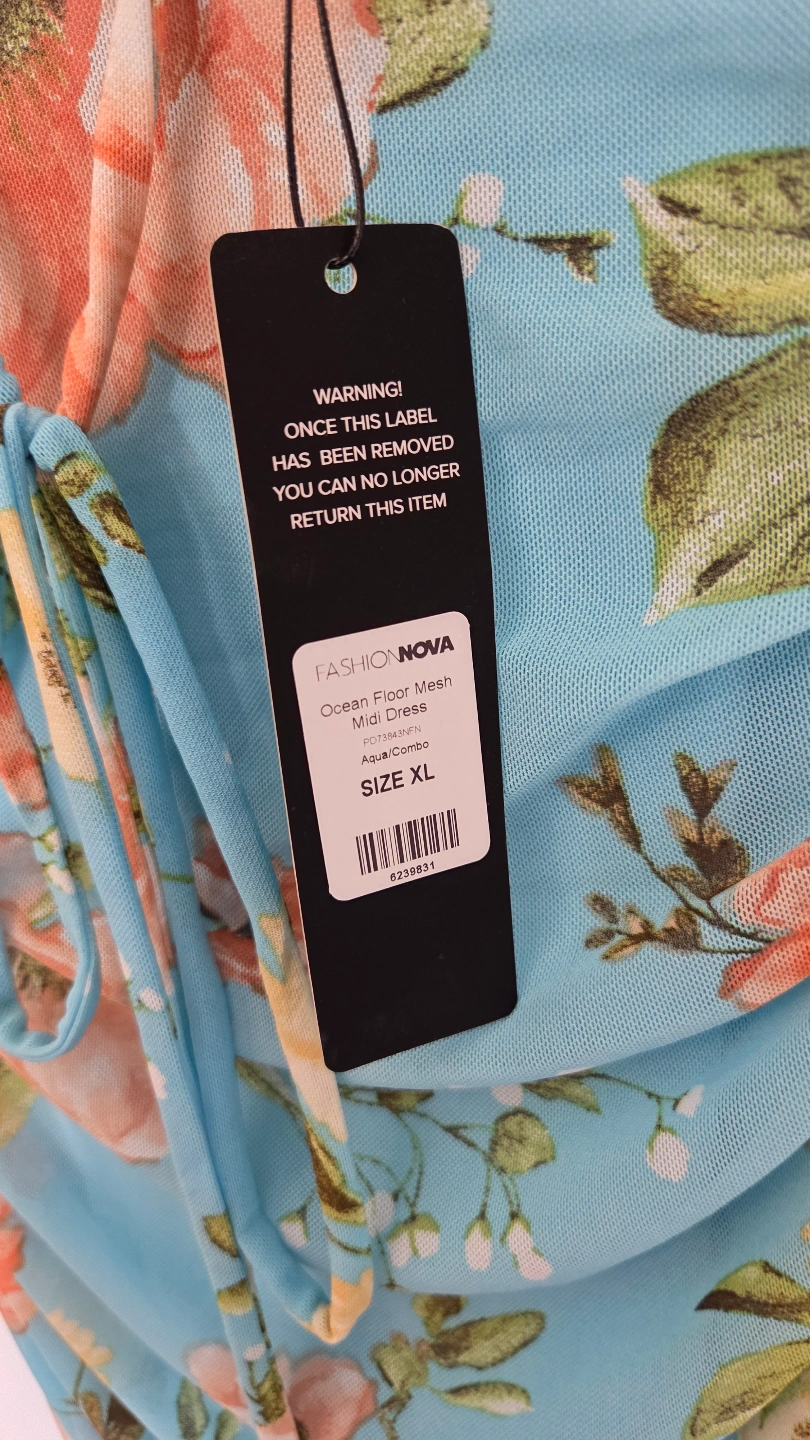 WARNING!
ONCE THIS LABEL
HAS BEEN REMOVED
YOU CAN NO LONGER
RETURN THIS ITEM
FASHIONNOVA
Ocean Floor Mesh
Midi Dress
PD73843NFN
Aqua/Combo
SIZE XL
6239831